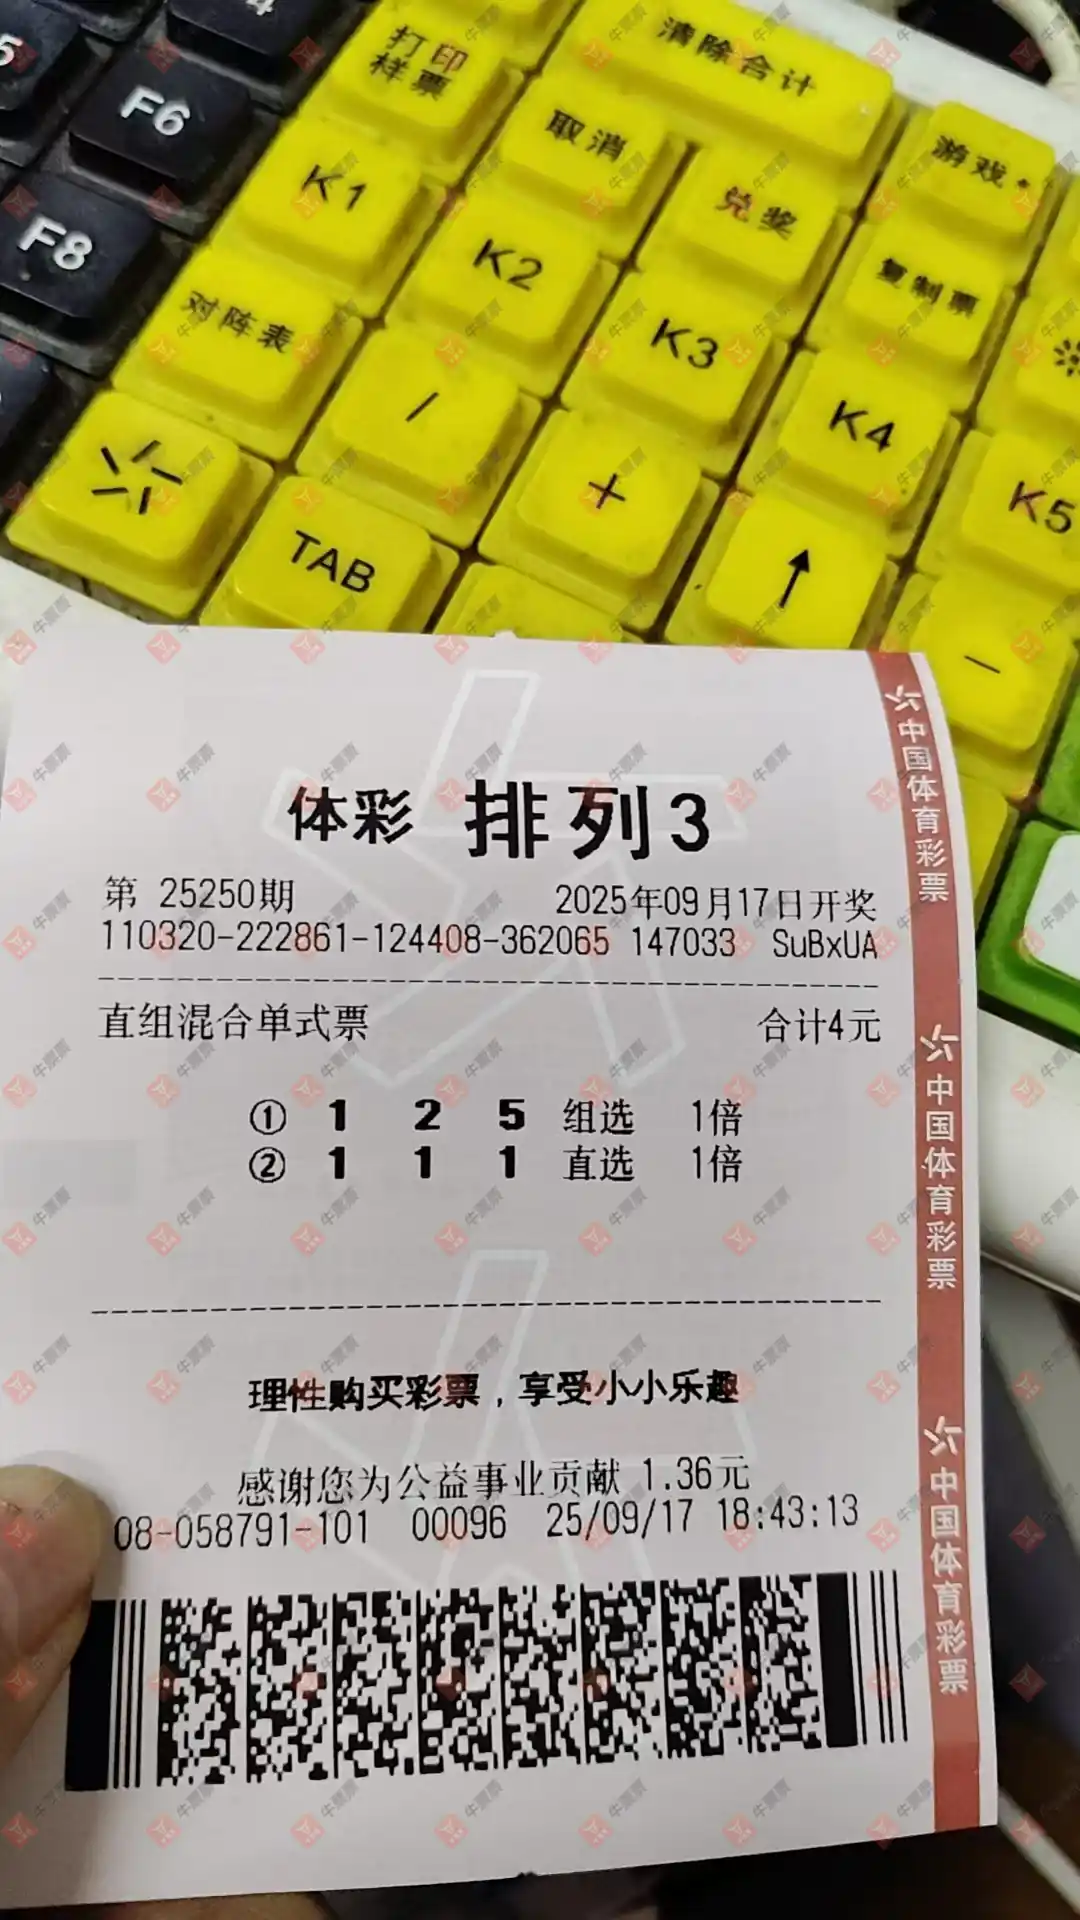 5
4
F6
F8
打印
样票
清除合计
取消
游戏
K1
兑奖
K2
复制票
对阵表
K3
/
K4
+
K5
TAB
↑
—
体彩 排列3
第 25250期 2025年09月17日开奖
110320-222861-124408-362065 147033 SuBxUA
直组混合单式票 合计4元
① 1 2 5 组选 1倍
② 1 1 1 直选 1倍
理性购买彩票，享受小小乐趣
感谢您为公益事业贡献 1.36元
08-058791-101 00096 25/09/17 18:43:13
中国体育彩票
中国体育彩票
中国体育彩票
牛票票